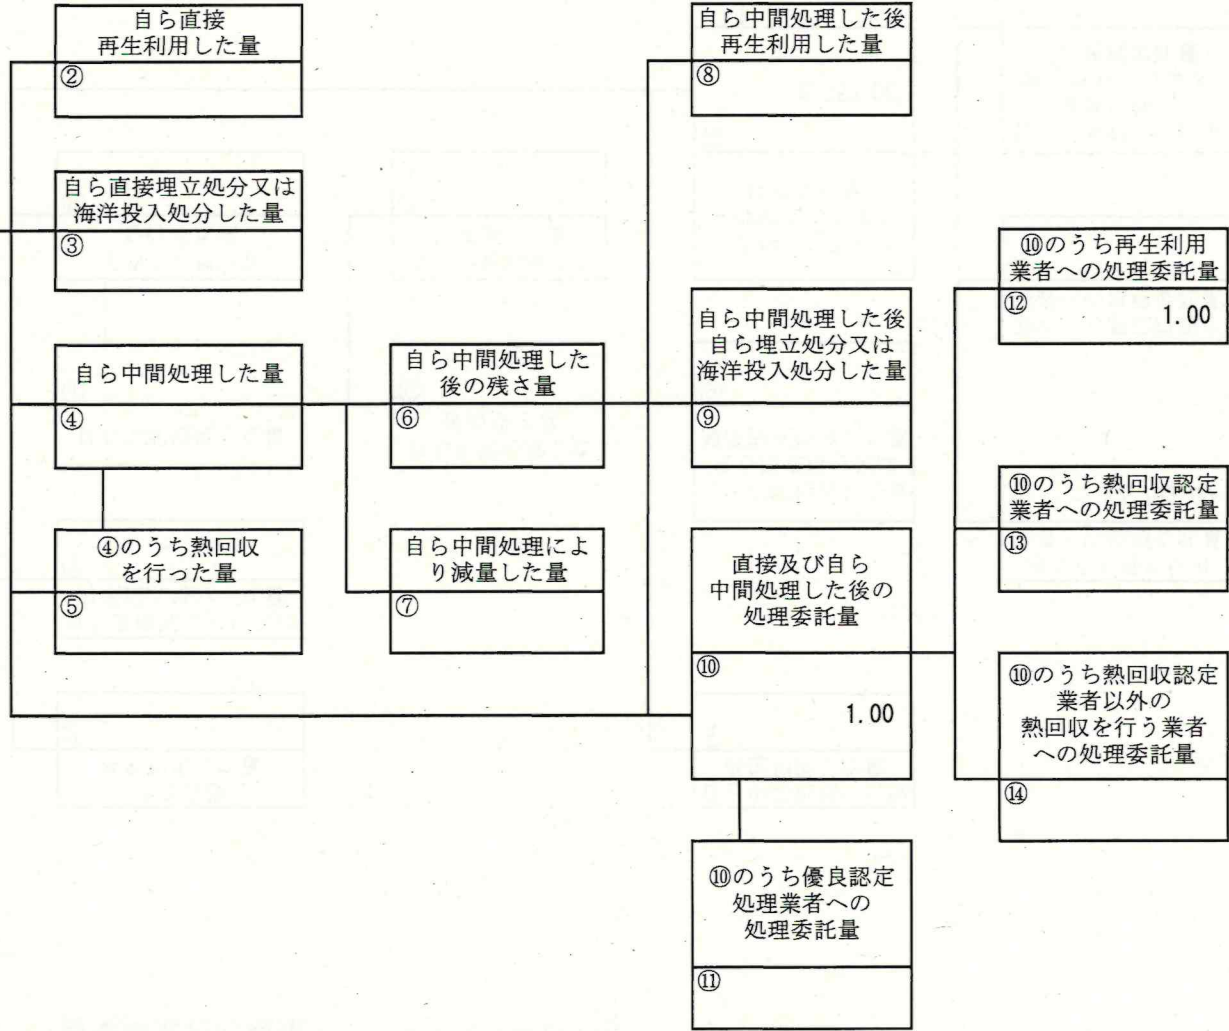 自ら直接
再生利用した量
②
自ら直接埋立処分又は
海洋投入処分した量
③
自ら中間処理した量
④
④のうち熱回収
を行った量
⑤
自ら中間処理した
後の残さ量
⑥
自ら中間処理によ
り減量した量
⑦
自ら中間処理した後
再生利用した量
⑧
自ら中間処理した後
自ら埋立処分又は
海洋投入処分した量
⑨
直接及び自ら
中間処理した後の
処理委託量
⑩
1.00
⑩のうち優良認定
処理業者への
処理委託量
⑪
⑩のうち再生利用
業者への処理委託量
⑫
1.00
⑩のうち熱回収認定
業者への処理委託量
⑬
⑩のうち熱回収認定
業者以外の
熱回収を行う業者
への処理委託量
⑭